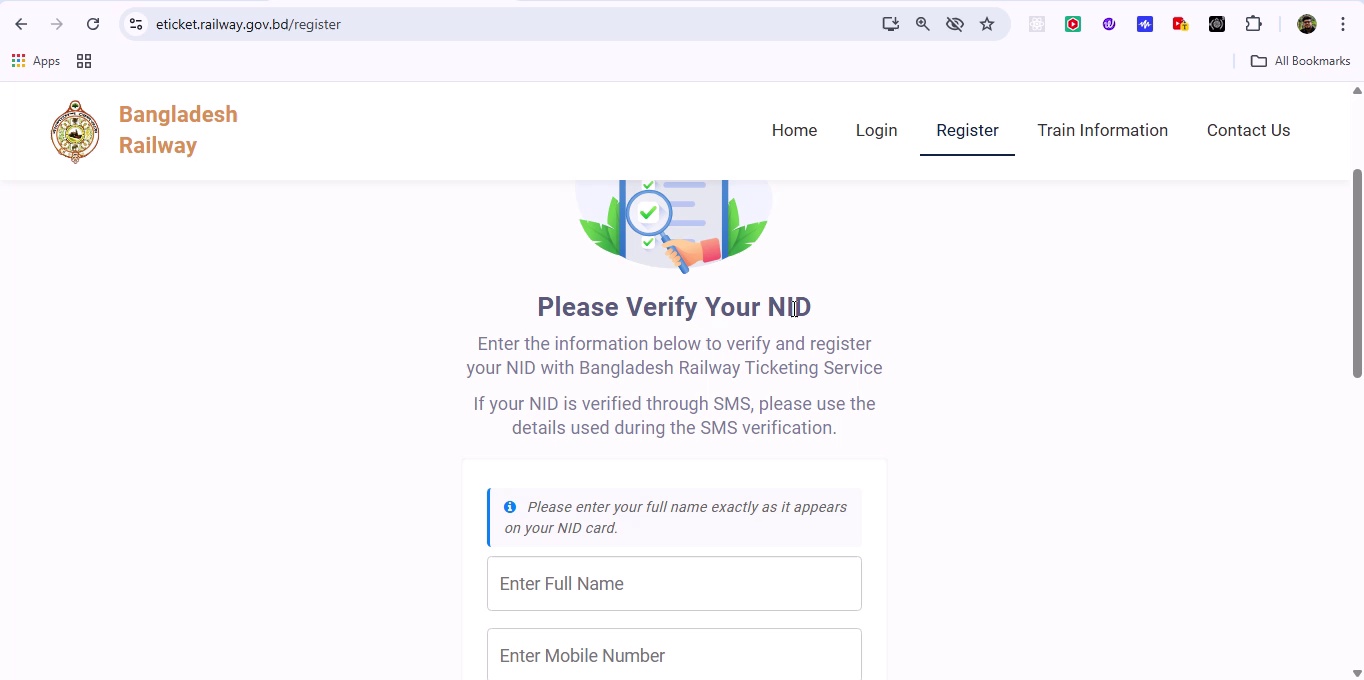 eticket.railway.gov.bd/register
Apps
All Bookmarks
Bangladesh
Railway
Home
Login
Register
Train Information
Contact Us
Please Verify Your NID
Enter the information below to verify and register
your NID with Bangladesh Railway Ticketing Service
If your NID is verified through SMS, please use the
details used during the SMS verification.
Please enter your full name exactly as it appears
on your NID card.
Enter Full Name
Enter Mobile Number